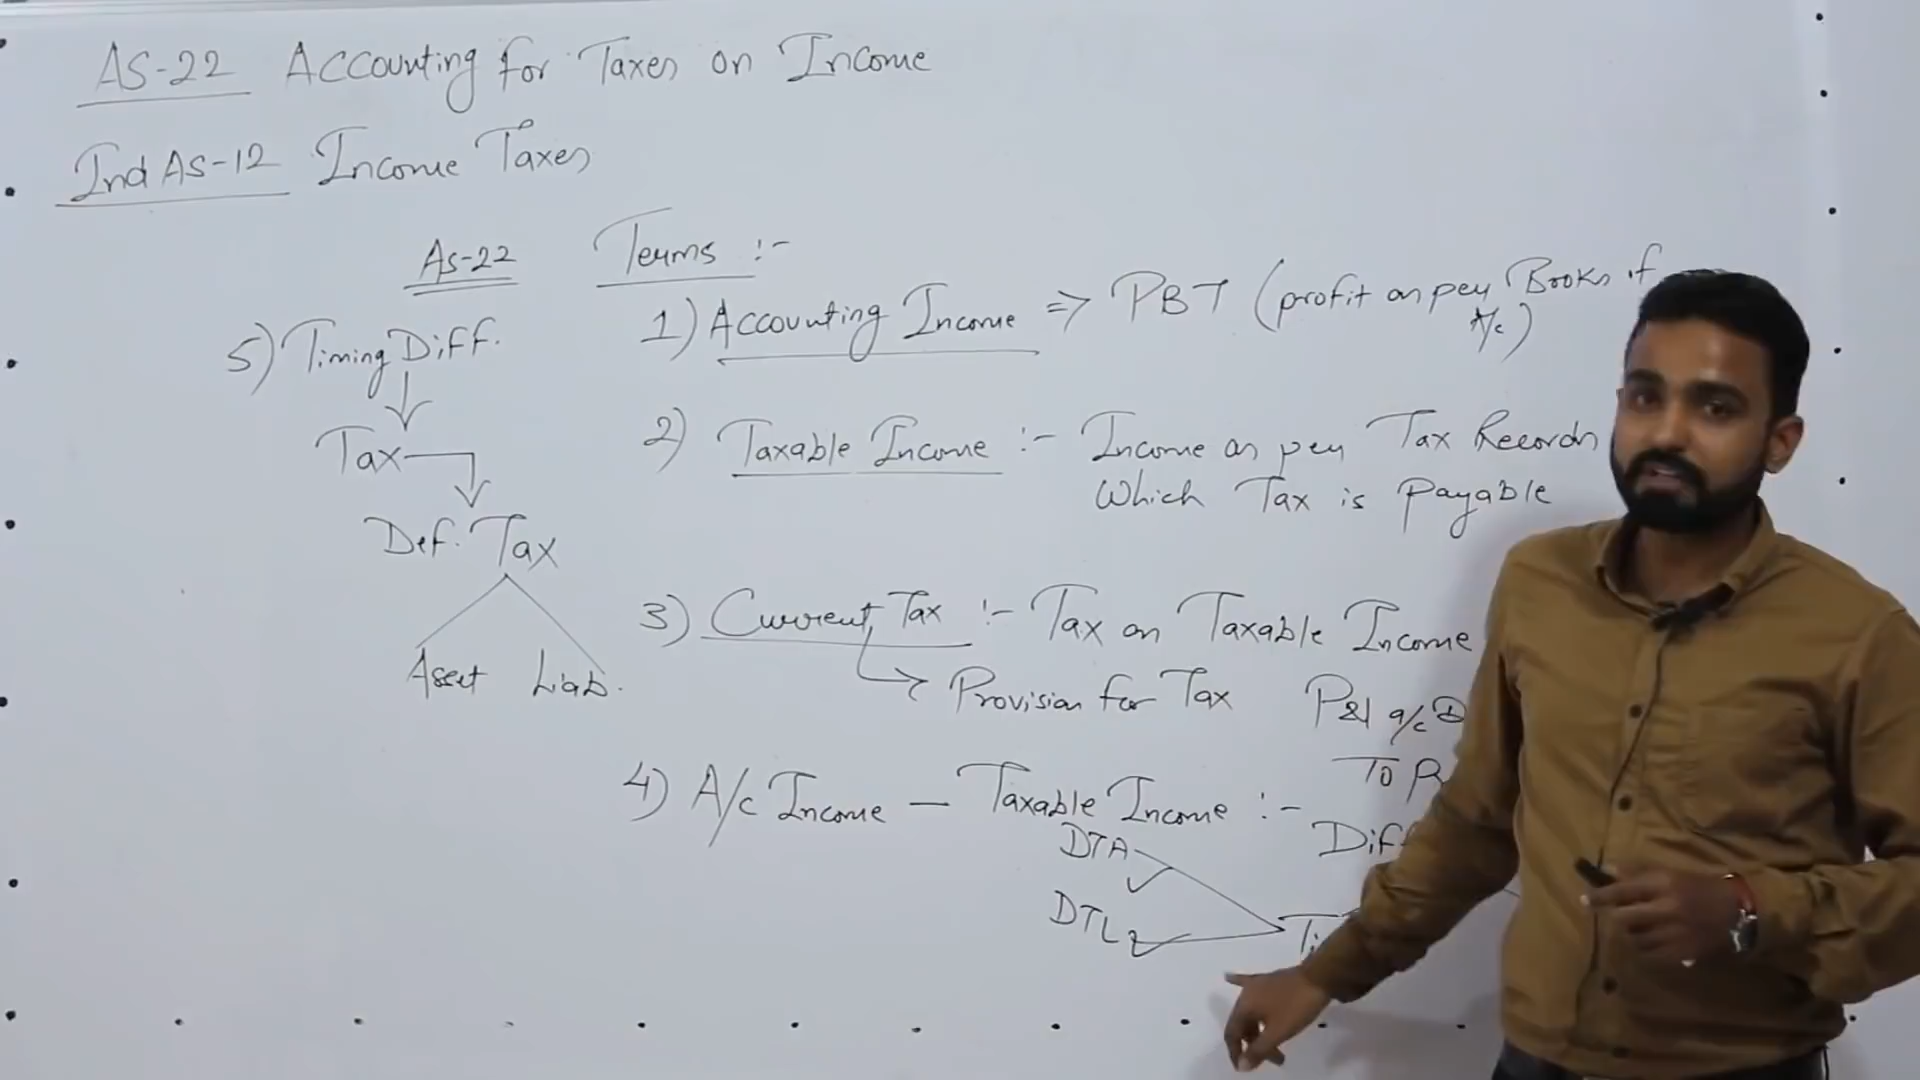 AS-22 Accounting for Taxes on Income
Ind AS-12 Income Taxes
As-22 Terms :-
1) Accounting Income => PBT (profit as per Books of
A/c)
2) Taxable Income :- Income as per Tax Records
Which Tax is Payable
3) Current Tax :- Tax on Taxable Income
Provision for Tax P&l a/c D
To P
4) A/c Income — Taxable Income :-
Diff
DTA
DTL
5) Timing Diff.
Tax
Def. Tax
Asset Liab.